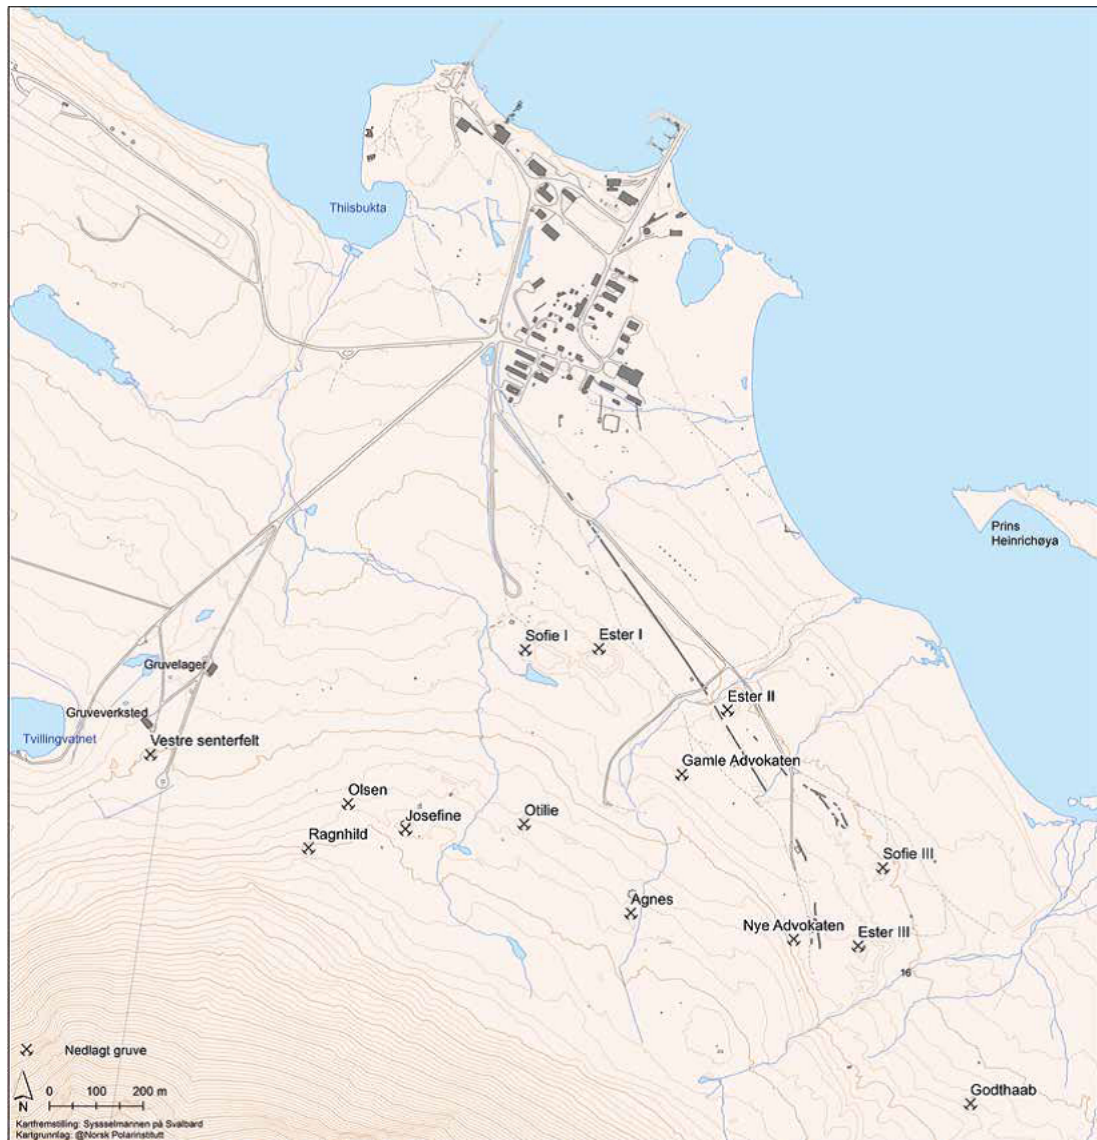 Thiisbukta
Prins
Heinrichøya
Sofie I
Ester I
Gruvelager
Ester II
Gruveverksted
Tvillingvatnet
Vestre senterfelt
Gamle Advokaten
Olsen
Josefine
Otilie
Ragnhild
Sofie III
Agnes
Nye Advokaten
Ester III
16
Nedlagt gruve
Godthaab
0 100 200 m
N
Kartfremstilling: Sysselmannen på Svalbard
Kartgrunnlag: @Norsk Polarinstitutt